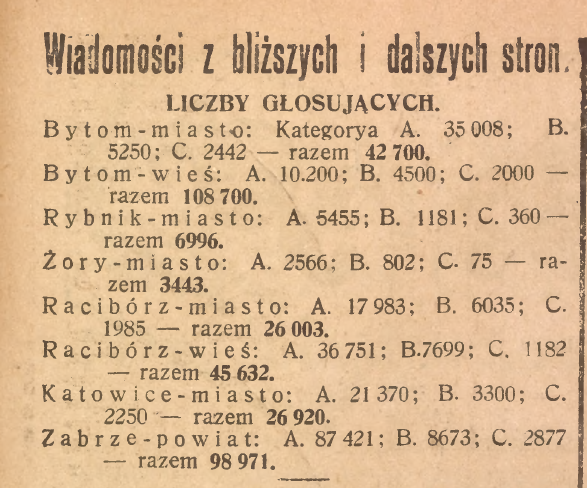 Wiadomości z bliższych i dalszych stron.
LICZBY GŁOSUJĄCYCH.
Bytom-miasto: Kategorya A. 35 008; B.
5250; C. 2442 — razem 42 700.
Bytom-wieś: A. 10.200; B. 4500; C. 2000 —
razem 108 700.
Rybnik-miasto: A. 5455; B. 1181; C. 360 —
razem 6996.
Żory-miasto: A. 2566; B. 802; C. 75 — ra-
zem 3443.
Racibórz-miasto: A. 17 983; B. 6035; C.
1985 — razem 26 003.
Racibórz-wieś: A. 36 751; B.7699; C. 1182
— razem 45 632.
Katowice-miasto: A. 21 370; B. 3300; C.
2250 — razem 26 920.
Zabrze-powiat: A. 87 421; B. 8673; C. 2877
— razem 98 971.